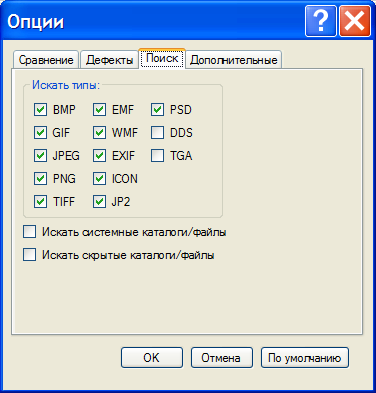 Опции
Сравнение Дефекты Поиск Дополнительные
Искать типы:
BMP EMF PSD
GIF WMF DDS
JPEG EXIF TGA
PNG ICON
TIFF JP2
Искать системные каталоги/файлы
Искать скрытые каталоги/файлы
OK Отмена По умолчанию